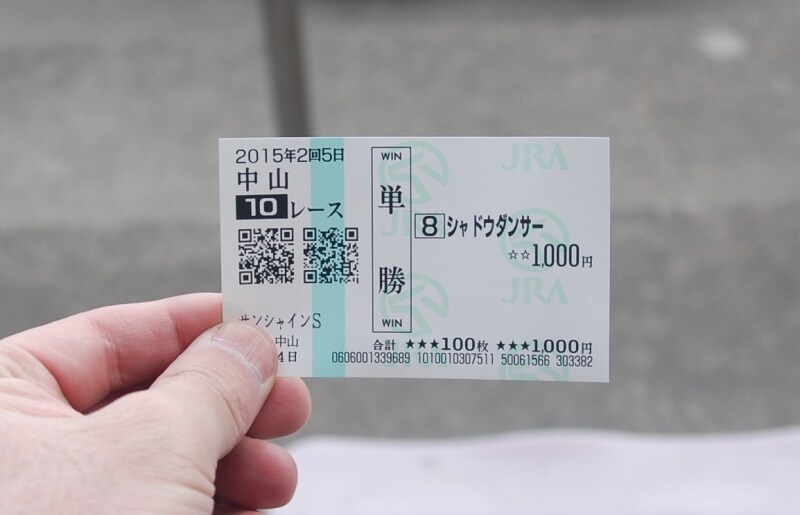 2015年2回5日
中山
10レース
サンシャインS
中山
4日
WIN
単勝
WIN
8 シャドウダンサー
☆☆1,000円
合計 ★★★100枚 ★★★1,000円
0606001339689 1010010307511 50061566 303382
JRA
JRA